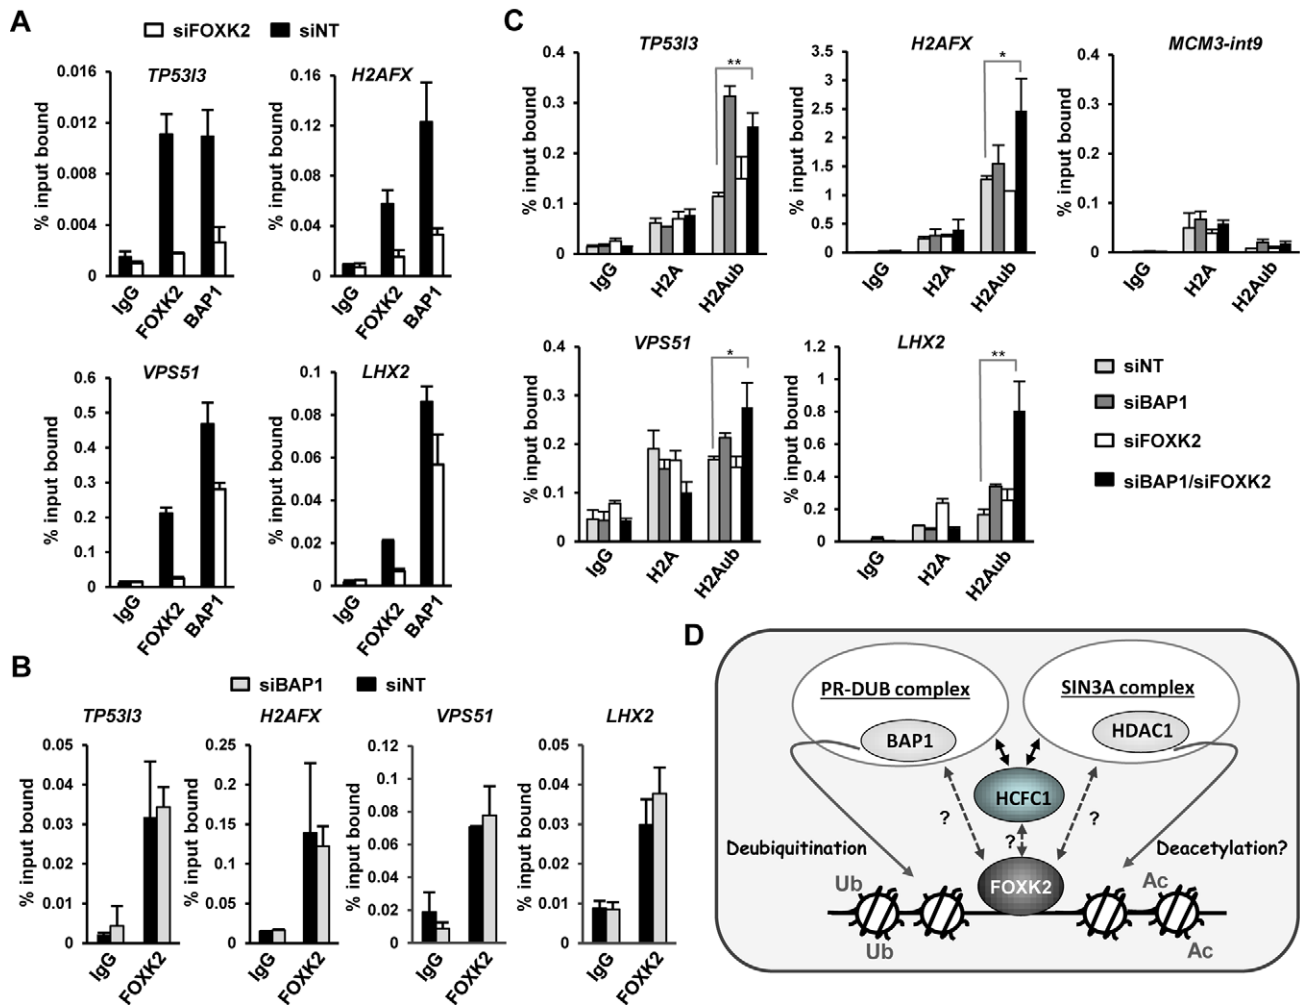 A
siFOXK2 siNT
TP53I3
% input bound
0.016
0.012
0.008
0.004
0
IgG FOXK2 BAP1
H2AFX
% input bound
0.16
0.12
0.08
0.04
0
IgG FOXK2 BAP1
VPS51
% input bound
0.6
0.5
0.4
0.3
0.2
0.1
0
IgG FOXK2 BAP1
LHX2
% input bound
0.1
0.08
0.06
0.04
0.02
0
IgG FOXK2 BAP1
B
siBAP1 siNT
TP53I3
% input bound
0.05
0.04
0.03
0.02
0.01
0
IgG FOXK2
H2AFX
% input bound
0.25
0.2
0.15
0.1
0.05
0
IgG FOXK2
VPS51
% input bound
0.12
0.1
0.08
0.06
0.04
0.02
0
IgG FOXK2
LHX2
% input bound
0.05
0.04
0.03
0.02
0.01
0
IgG FOXK2
C
TP53I3
% input bound
0.4
0.3
0.2
0.1
0
**
IgG H2A H2Aub
H2AFX
% input bound
3.5
3
2.5
2
1.5
1
0.5
0
*
IgG H2A H2Aub
MCM3-int9
% input bound
0.4
0.3
0.2
0.1
0
IgG H2A H2Aub
VPS51
% input bound
0.4
0.3
0.2
0.1
0
*
IgG H2A H2Aub
LHX2
% input bound
1.2
1
0.8
0.6
0.4
0.2
0
**
IgG H2A H2Aub
siNT
siBAP1
siFOXK2
siBAP1/siFOXK2
D
PR-DUB complex
BAP1
SIN3A complex
HDAC1
HCFC1
? ? ?
Deubiquitination
Deacetylation?
FOXK2
Ub
Ac
Ub
Ac